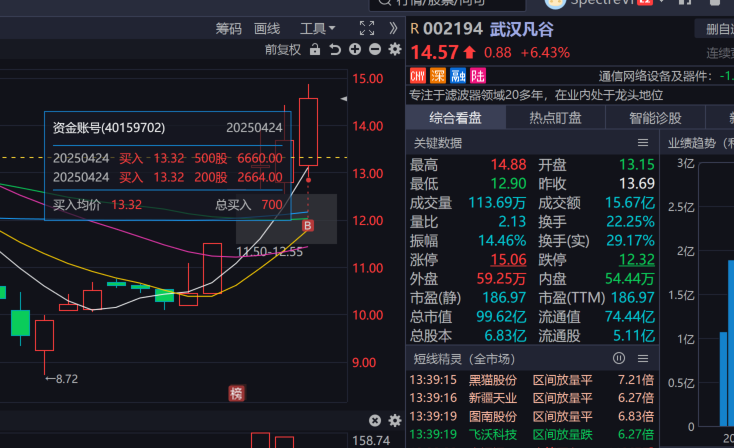 行情/股票/问句 SpectreVi
筹码 画线 工具
前复权
R 002194 武汉凡谷 删自选
14.57 0.88 +6.43%
CNY 深 融 陆 通信网络设备及器件: -1.
专注于滤波器领域20多年，在业内处于龙头地位
综合看盘 热点盯盘 智能诊股
关键数据 业绩趋势
最高 14.88 开盘 13.15
最低 12.90 昨收 13.69
成交量 113.69万 成交额 15.67亿
量比 2.13 换手 22.25%
振幅 14.46% 换手(实) 29.17%
涨停 15.06 跌停 12.32
外盘 59.25万 内盘 54.44万
市盈(静) 186.97 市盈(TTM) 186.97
总市值 99.62亿 流通值 74.44亿
总股本 6.83亿 流通股 5.11亿
短线精灵（全市场）
13:39:15 黑猫股份 区间放量平 7.21倍
13:39:16 新疆天业 区间放量平 6.27倍
13:39:19 图南股份 区间放量平 6.83倍
13:39:19 飞沃科技 区间放量跌 6.27倍
3亿
2.5亿
2亿
1.5亿
1亿
0.5亿
0
20
15.00
14.00
13.00
12.00
11.00
10.00
9.00
158.74
资金账号(40159702) 20250424
20250424 买入 13.32 500股 6660.00
20250424 买入 13.32 200股 2664.00
买入均价 13.32 总买入 700
B
11.50-12.55
←8.72
榜